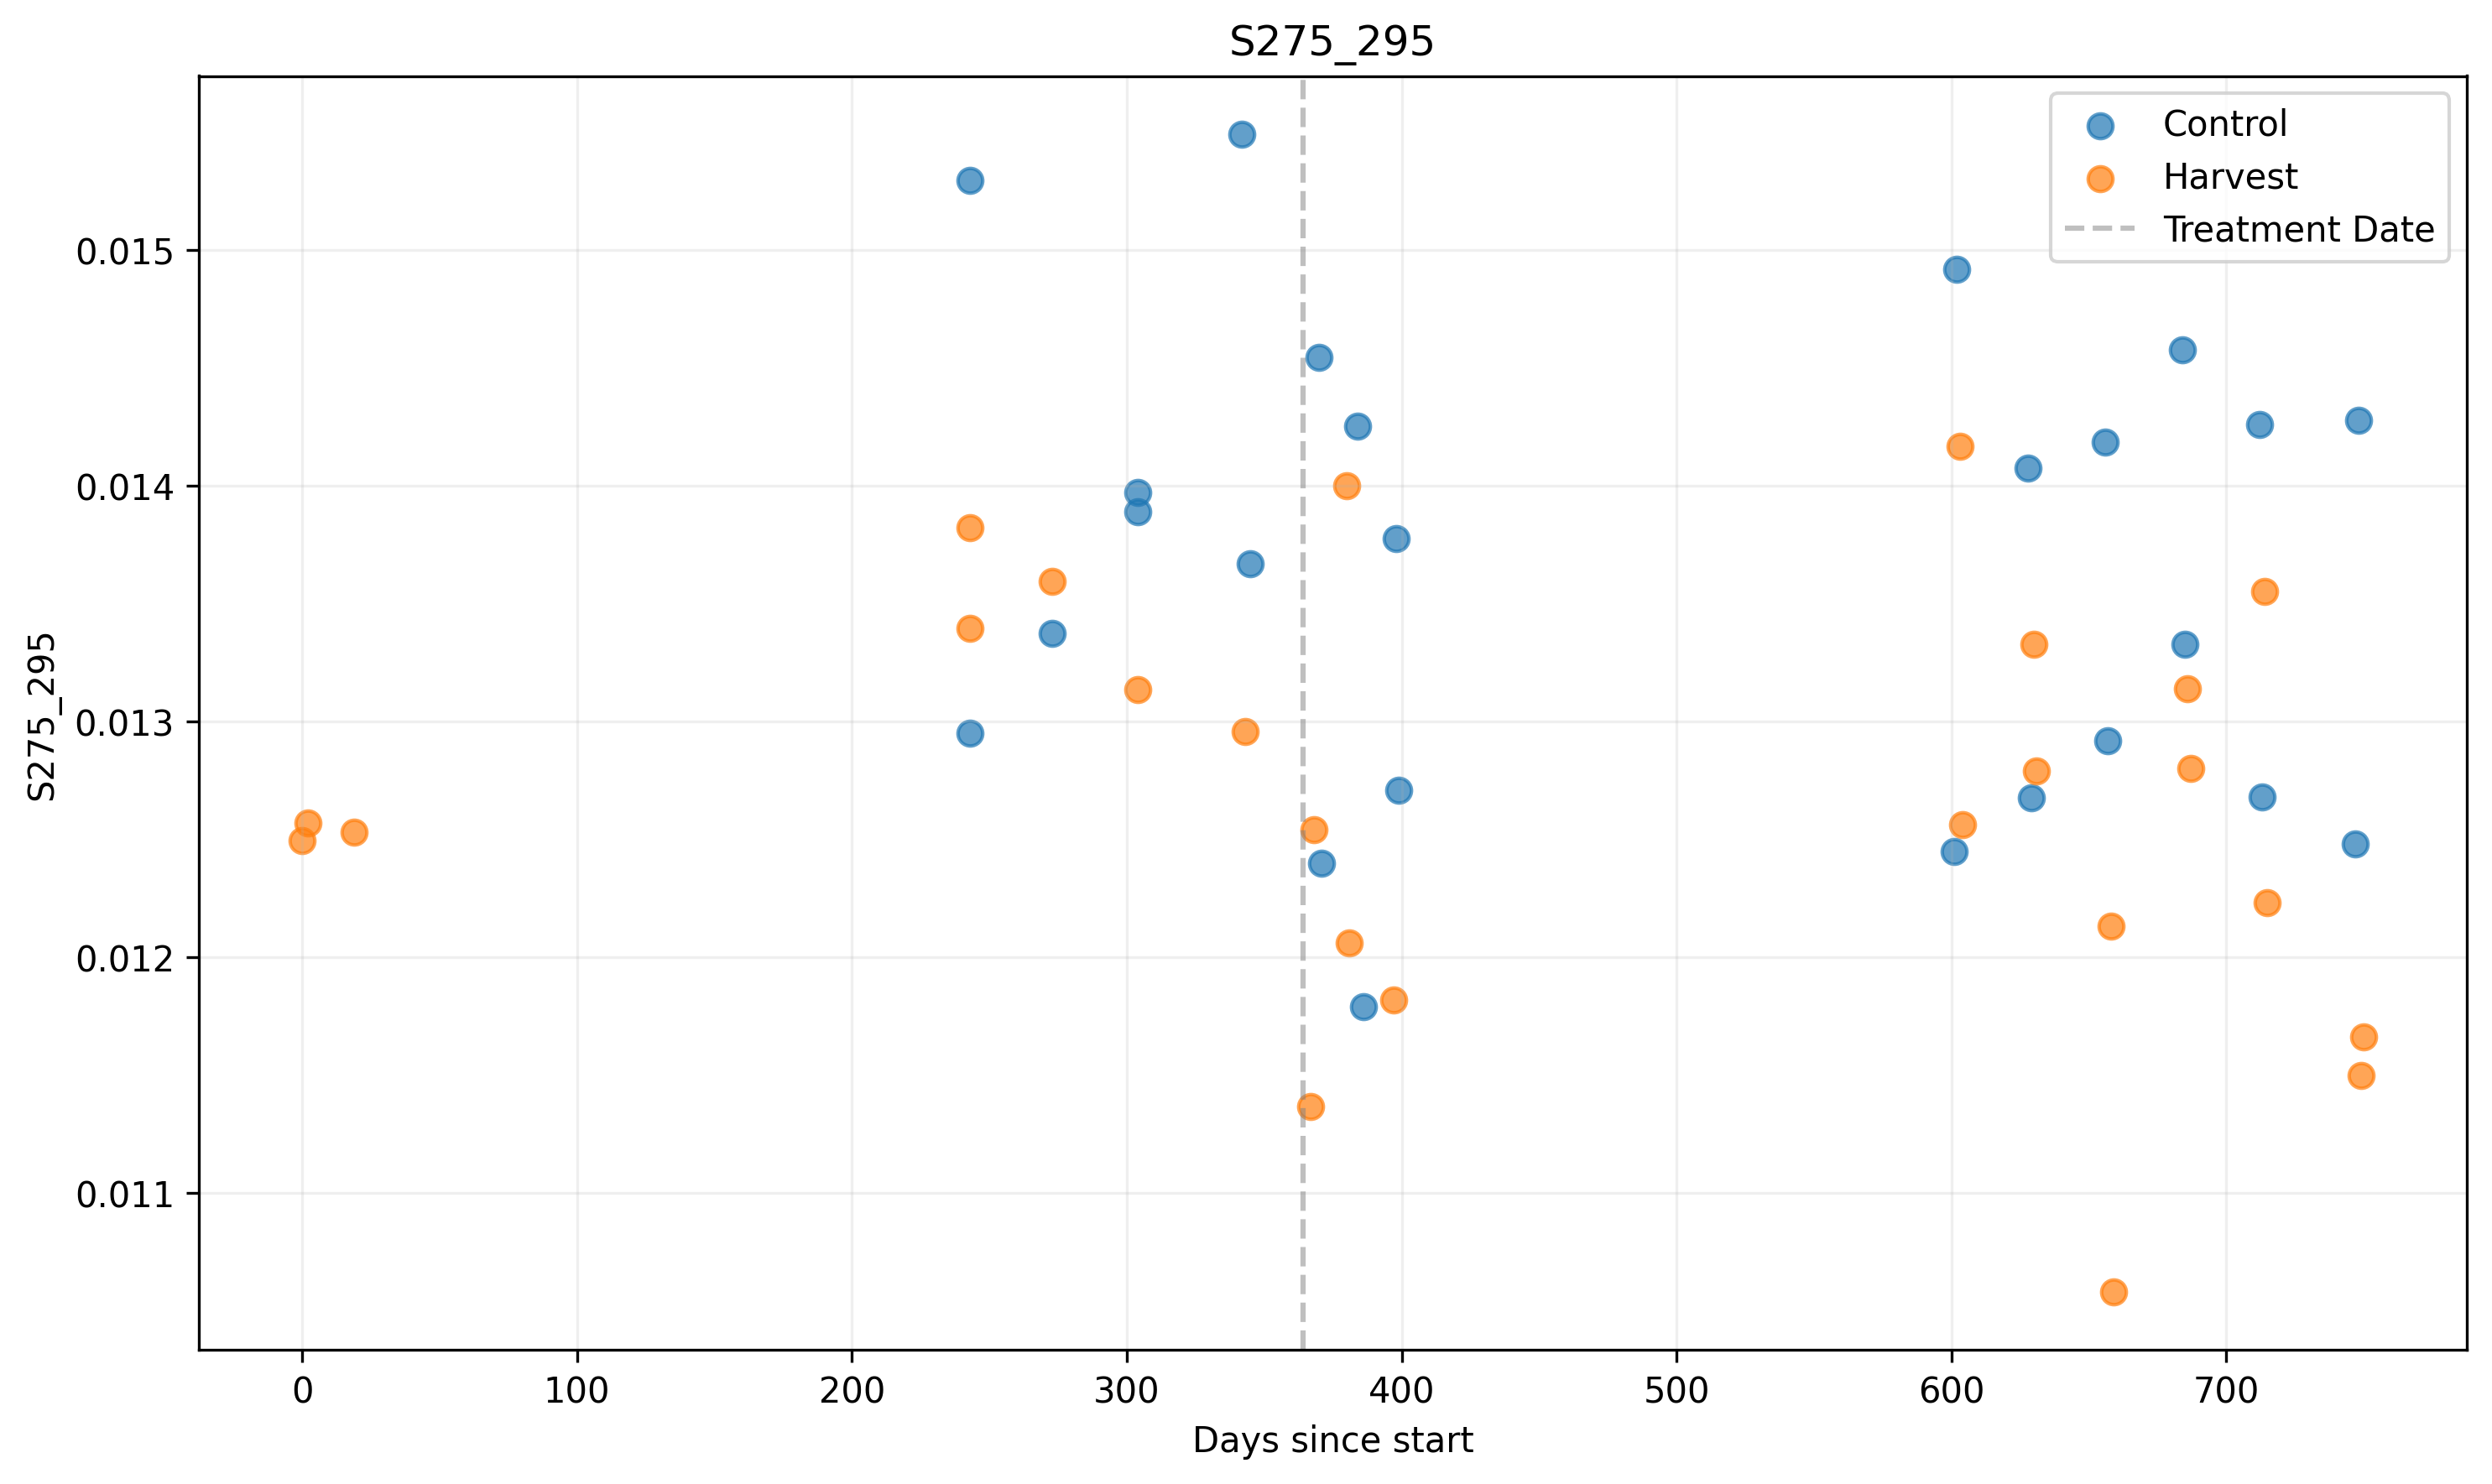 S275_295
Control
Harvest
Treatment Date
0.015
0.014
0.013
0.012
0.011
S275_295
0 100 200 300 400 500 600 700
Days since start